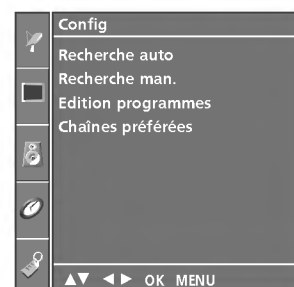 Config
Recherche auto
Recherche man.
Edition programmes
Chaînes préférées
▲▼ ◄► OK MENU